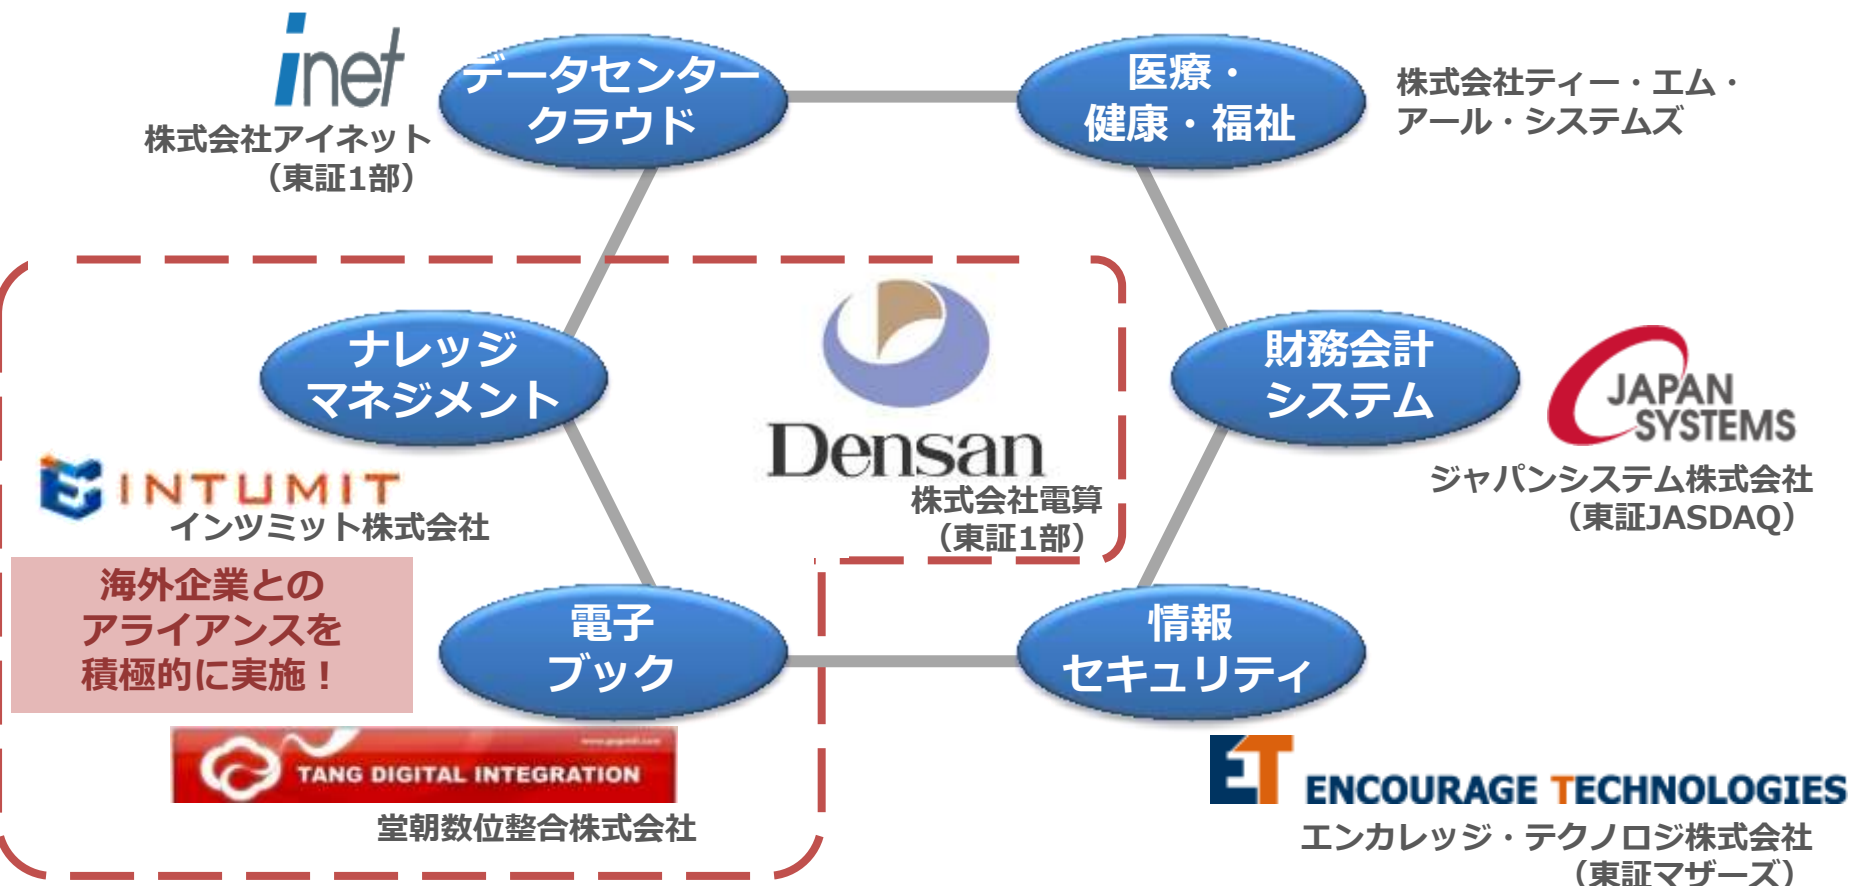 inet
株式会社アイネット
（東証1部）
データセンター
クラウド
医療・
健康・福祉
株式会社ティー・エム・
アール・システムズ
ナレッジ
マネジメント
INTUMIT
インツミット株式会社
Densan
株式会社電算
（東証1部）
財務会計
システム
JAPAN
SYSTEMS
ジャパンシステム株式会社
（東証JASDAQ）
海外企業との
アライアンスを
積極的に実施！
電子
ブック
TANG DIGITAL INTEGRATION
堂朝数位整合株式会社
情報
セキュリティ
ET ENCOURAGE TECHNOLOGIES
エンカレッジ・テクノロジ株式会社
（東証マザーズ）